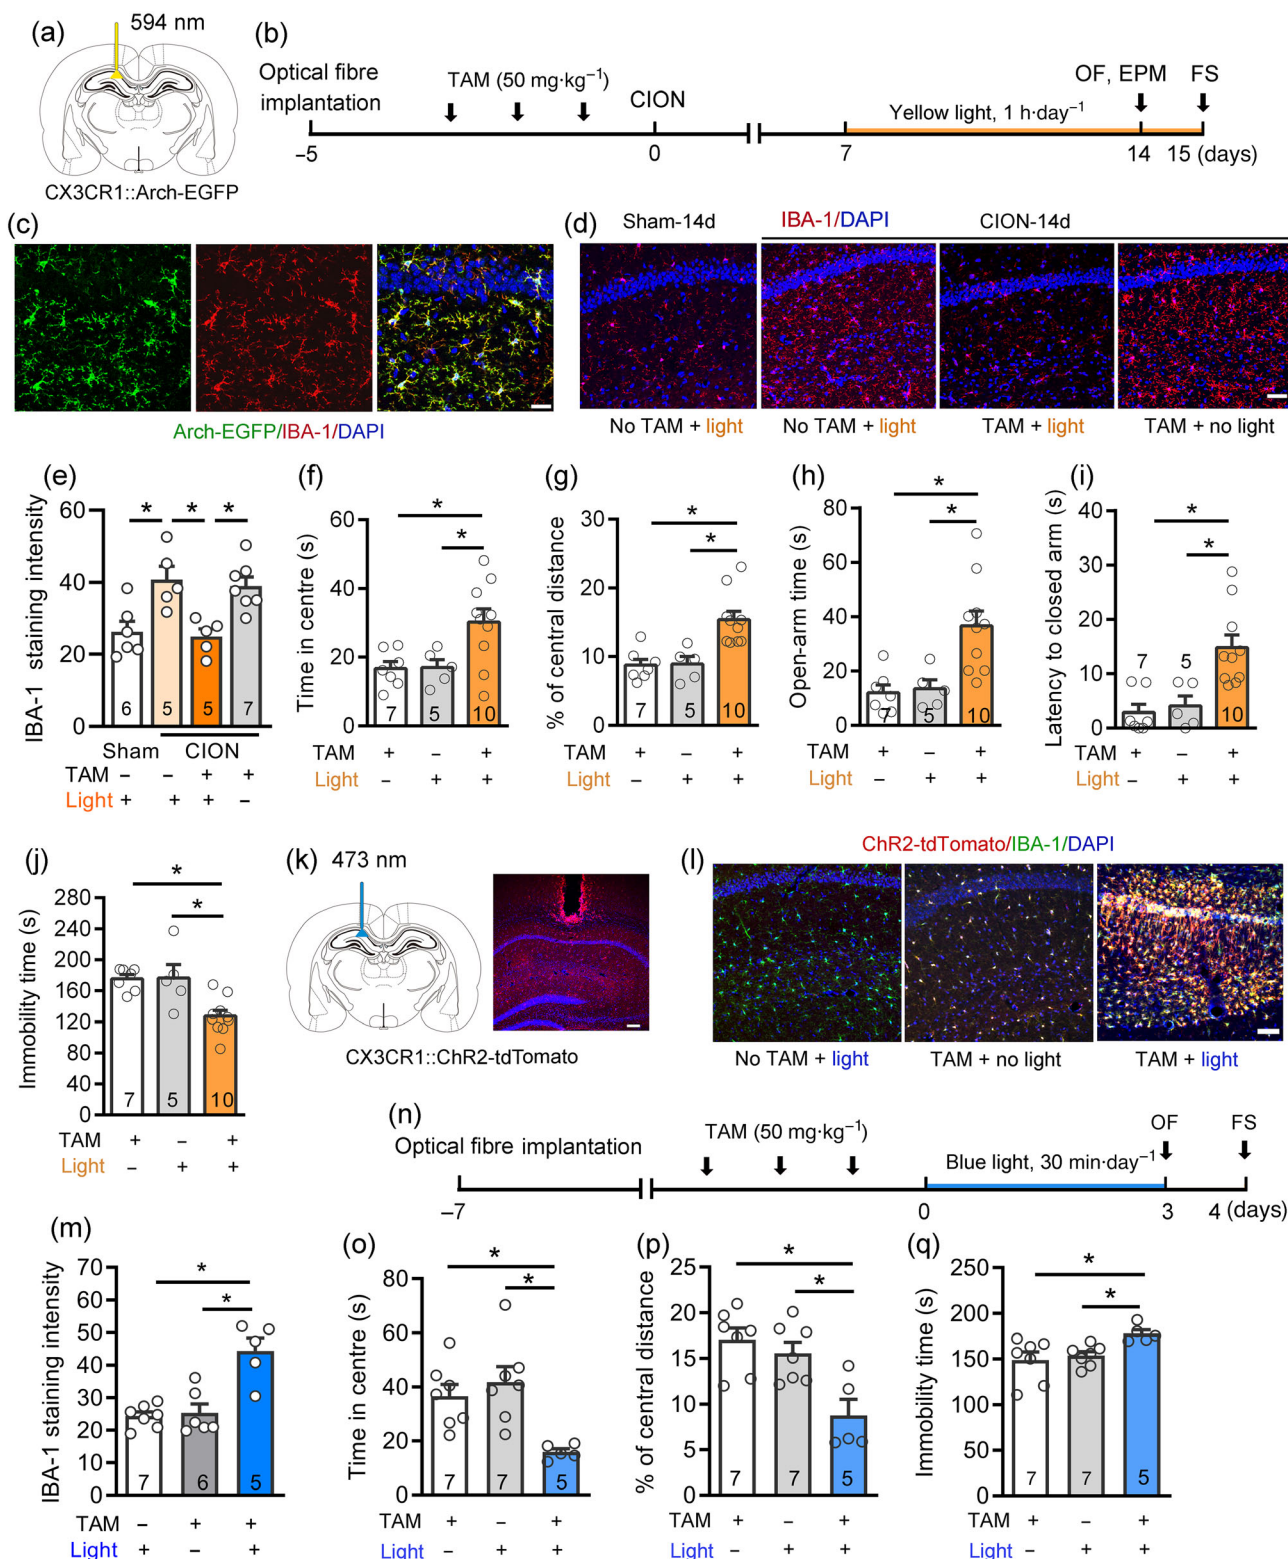 (a)
594 nm
CX3CR1::Arch-EGFP
(b)
Optical fibre
implantation
TAM (50 mg·kg⁻¹)
CION
OF, EPM
FS
Yellow light, 1 h·day⁻¹
–5
0
7
14
15 (days)
(c)
Arch-EGFP/IBA-1/DAPI
(d)
Sham-14d
IBA-1/DAPI
CION-14d
No TAM + light
No TAM + light
TAM + light
TAM + no light
(e)
IBA-1 staining intensity
60
40
20
0
* * *
6 5 5 7
Sham CION
TAM – – + +
Light + + + –
(f)
Time in centre (s)
60
40
20
0
*
*
7 5 10
TAM + – +
Light – + +
(g)
% of central distance
30
20
10
0
*
*
7 5 10
TAM + – +
Light – + +
(h)
Open-arm time (s)
80
60
40
20
0
*
*
7 5 10
TAM + – +
Light – + +
(i)
Latency to closed arm (s)
40
30
20
10
0
*
*
7 5 10
TAM + – +
Light – + +
(j)
Immobility time (s)
280
240
200
160
120
80
40
0
*
*
7 5 10
TAM + – +
Light – + +
(k)
473 nm
CX3CR1::ChR2-tdTomato
(l)
ChR2-tdTomato/IBA-1/DAPI
No TAM + light
TAM + no light
TAM + light
(n)
Optical fibre implantation
TAM (50 mg·kg⁻¹)
OF
FS
Blue light, 30 min·day⁻¹
–7
0
3
4 (days)
(m)
IBA-1 staining intensity
70
60
50
40
30
20
10
0
*
*
7 6 5
TAM – + +
Light + – +
(o)
Time in centre (s)
80
60
40
20
0
*
*
7 7 5
TAM + – +
Light – + +
(p)
% of central distance
25
20
15
10
5
0
*
*
7 7 5
TAM + – +
Light – + +
(q)
Immobility time (s)
250
200
150
100
50
0
*
*
7 7 5
TAM + – +
Light – + +